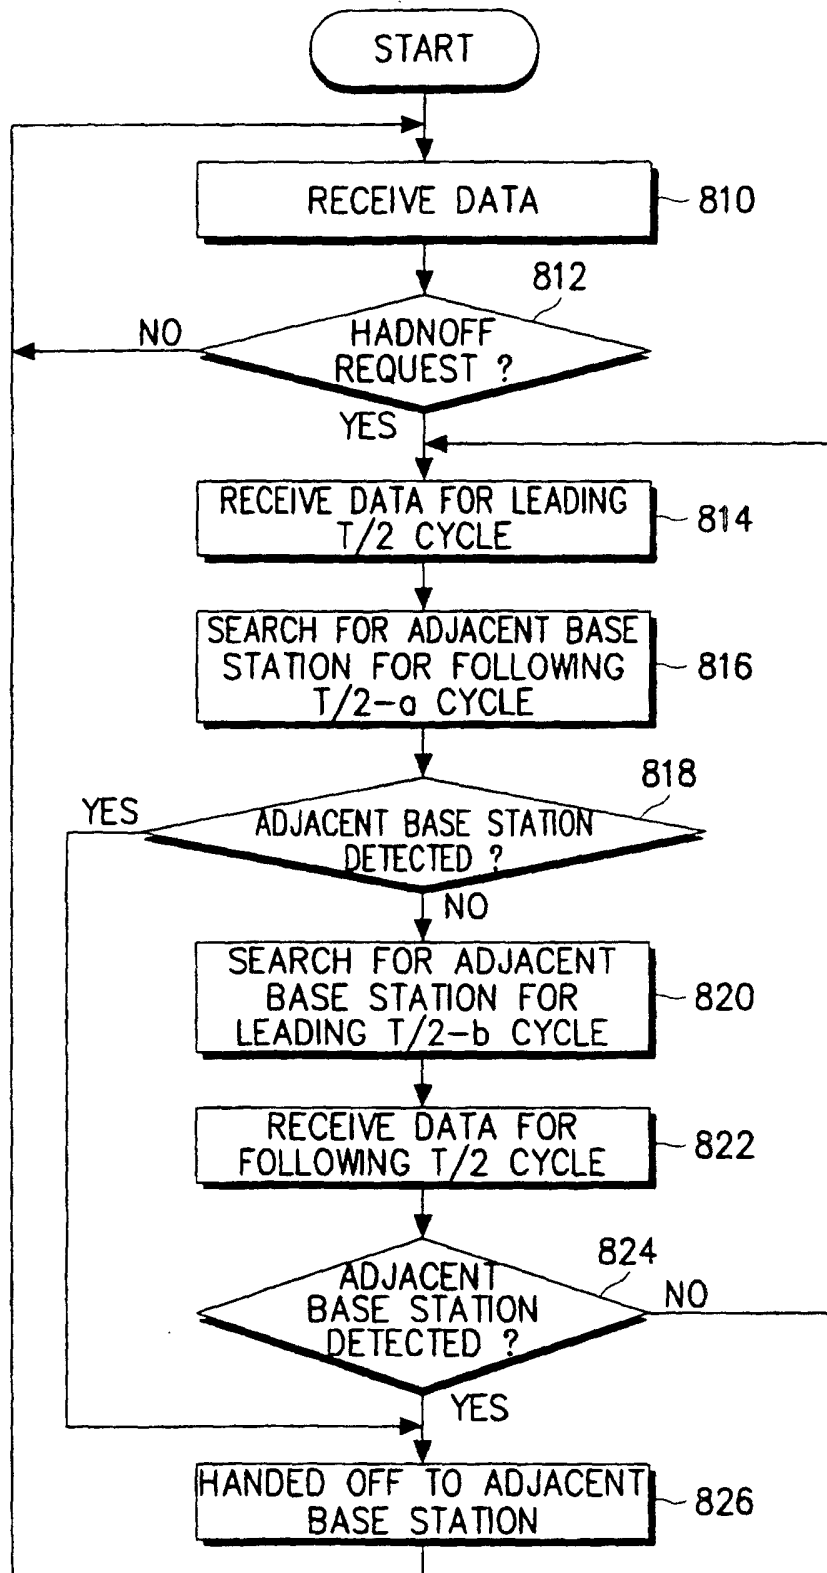 START
RECEIVE DATA
810
812
HADNOFF
REQUEST ?
NO
YES
RECEIVE DATA FOR LEADING
T/2 CYCLE
814
SEARCH FOR ADJACENT BASE
STATION FOR FOLLOWING
T/2-a CYCLE
816
818
YES
ADJACENT BASE STATION
DETECTED ?
NO
SEARCH FOR ADJACENT
BASE STATION FOR
LEADING T/2-b CYCLE
820
RECEIVE DATA FOR
FOLLOWING T/2 CYCLE
822
824
ADJACENT
BASE STATION
DETECTED ?
NO
YES
HANDED OFF TO ADJACENT
BASE STATION
826